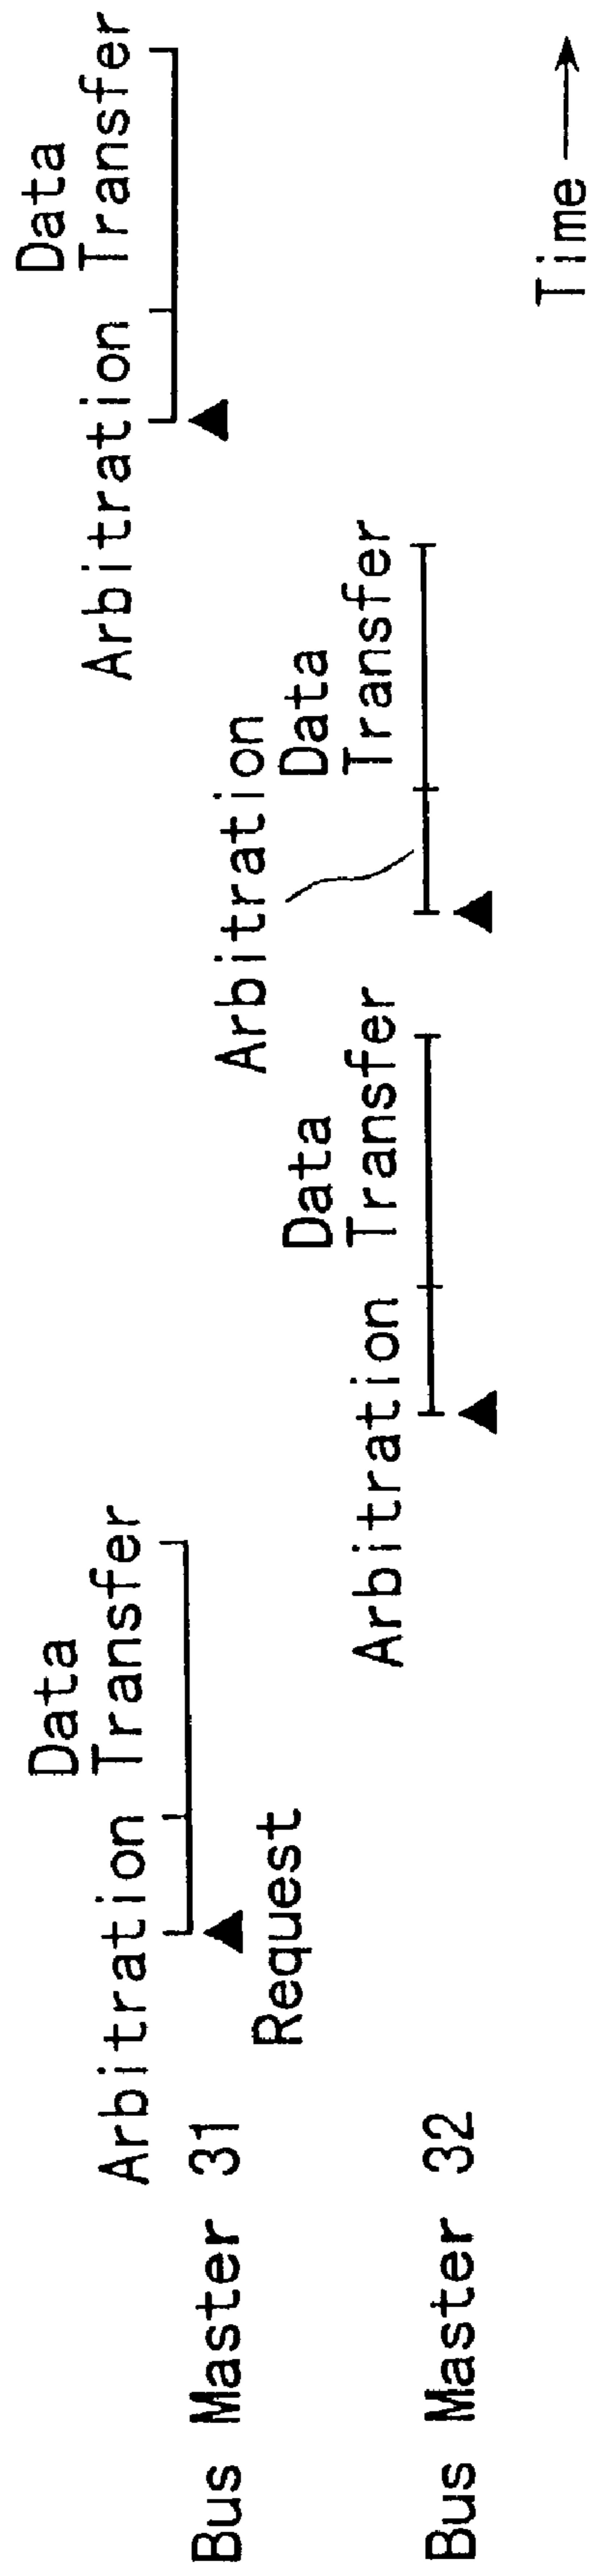 Arbitration
Data
Transfer
Arbitration
Data
Transfer
Bus Master 31
Request
Arbitration
Data
Transfer
Arbitration
Data
Transfer
Bus Master 32
Time